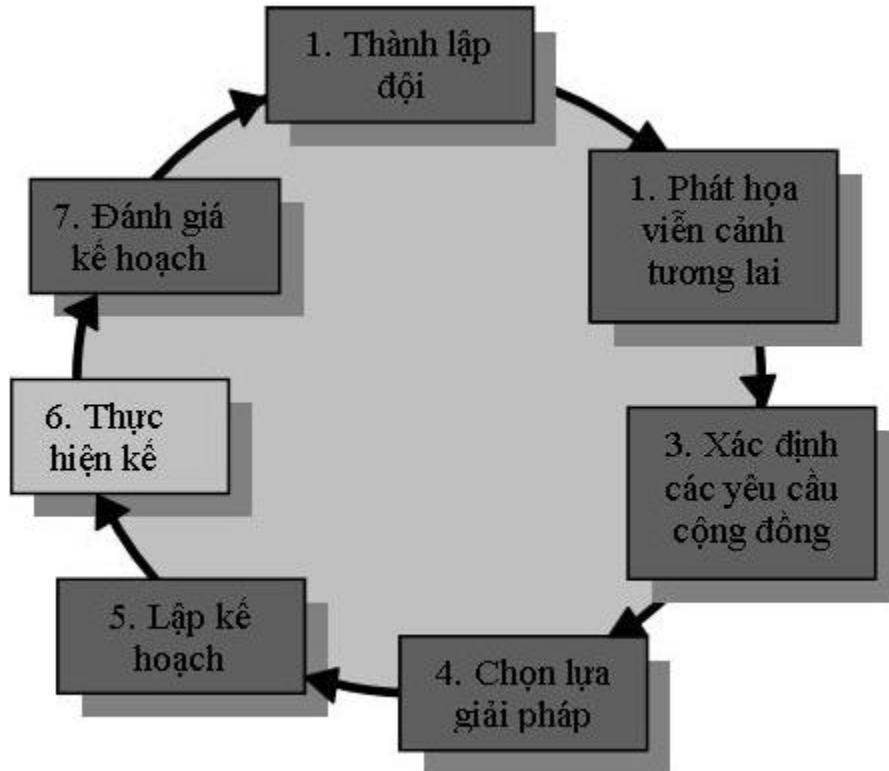 1. Thành lập
đội
1. Phát họa
viễn cảnh
tương lai
3. Xác định
các yêu cầu
cộng đồng
4. Chọn lựa
giải pháp
5. Lập kế
hoạch
6. Thực
hiện kế
7. Đánh giá
kế hoạch